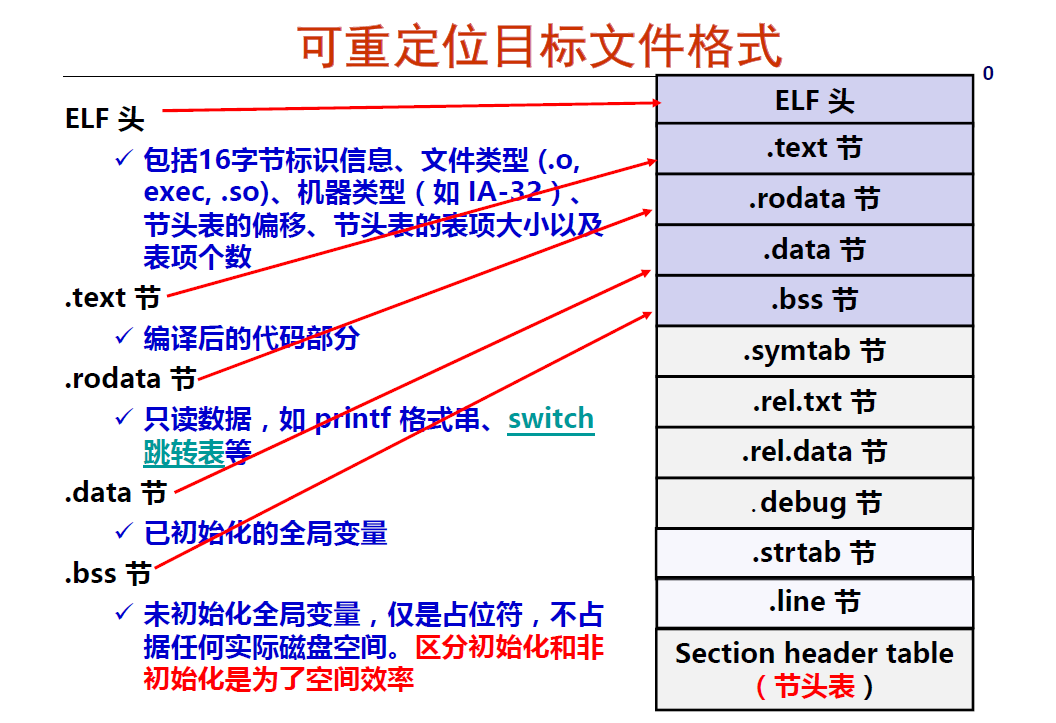 可重定位目标文件格式
ELF 头
包括16字节标识信息、文件类型 (.o,
exec, .so)、机器类型（如 IA-32）、
节头表的偏移、节头表的表项大小以及
表项个数
.text 节
编译后的代码部分
.rodata 节
只读数据，如 printf 格式串、switch
跳转表等
.data 节
已初始化的全局变量
.bss 节
未初始化全局变量，仅是占位符，不占
据任何实际磁盘空间。区分初始化和非
初始化是为了空间效率
0
ELF 头
.text 节
.rodata 节
.data 节
.bss 节
.symtab 节
.rel.txt 节
.rel.data 节
.debug 节
.strtab 节
.line 节
Section header table
（节头表）